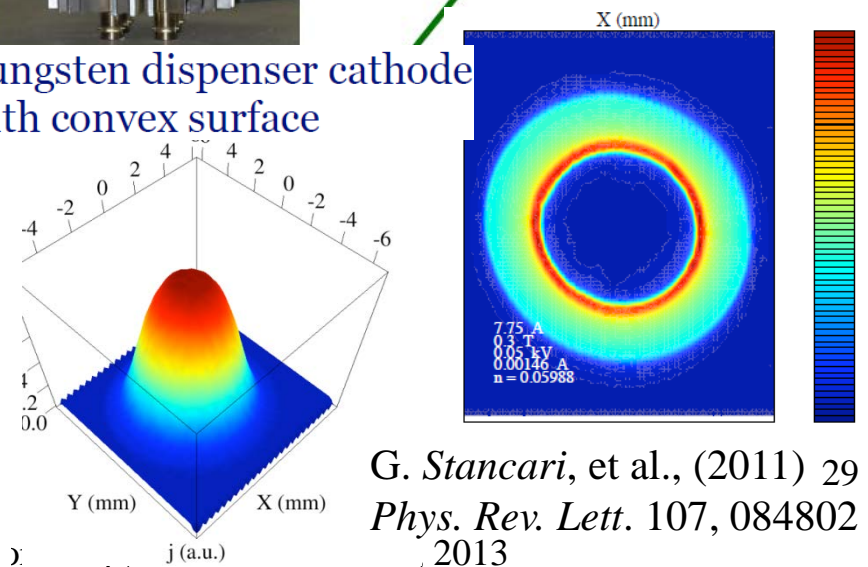 ungsten dispenser cathode
th convex surface
X (mm)
4 4
2 2
0 0
-2 -2
-4 -4
-6
.2
0.0
Y (mm)
X (mm)
j (a.u.)
7.75 A
0.3 T
0.05 kV
0.00146 A
n = 0.05988
G. Stancari, et al., (2011) 29
Phys. Rev. Lett. 107, 084802
, 2013